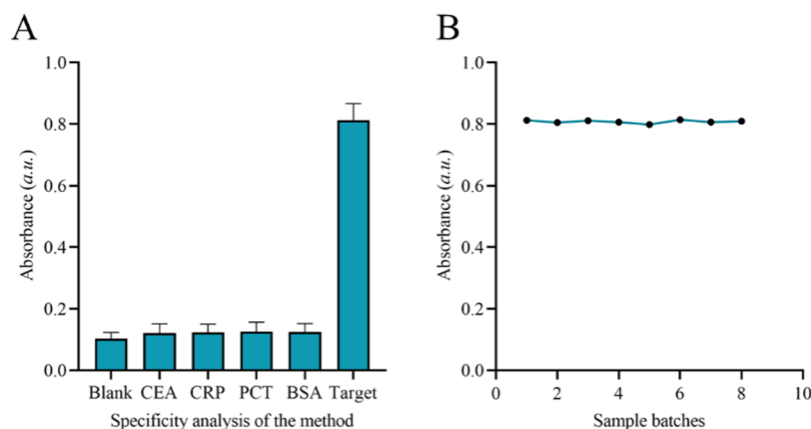 A
Absorbance (a.u.)
1.0
0.8
0.6
0.4
0.2
0.0
Blank CEA CRP PCT BSA Target
Specificity analysis of the method
B
Absorbance (a.u.)
1.0
0.8
0.6
0.4
0.2
0.0
0 2 4 6 8 10
Sample batches